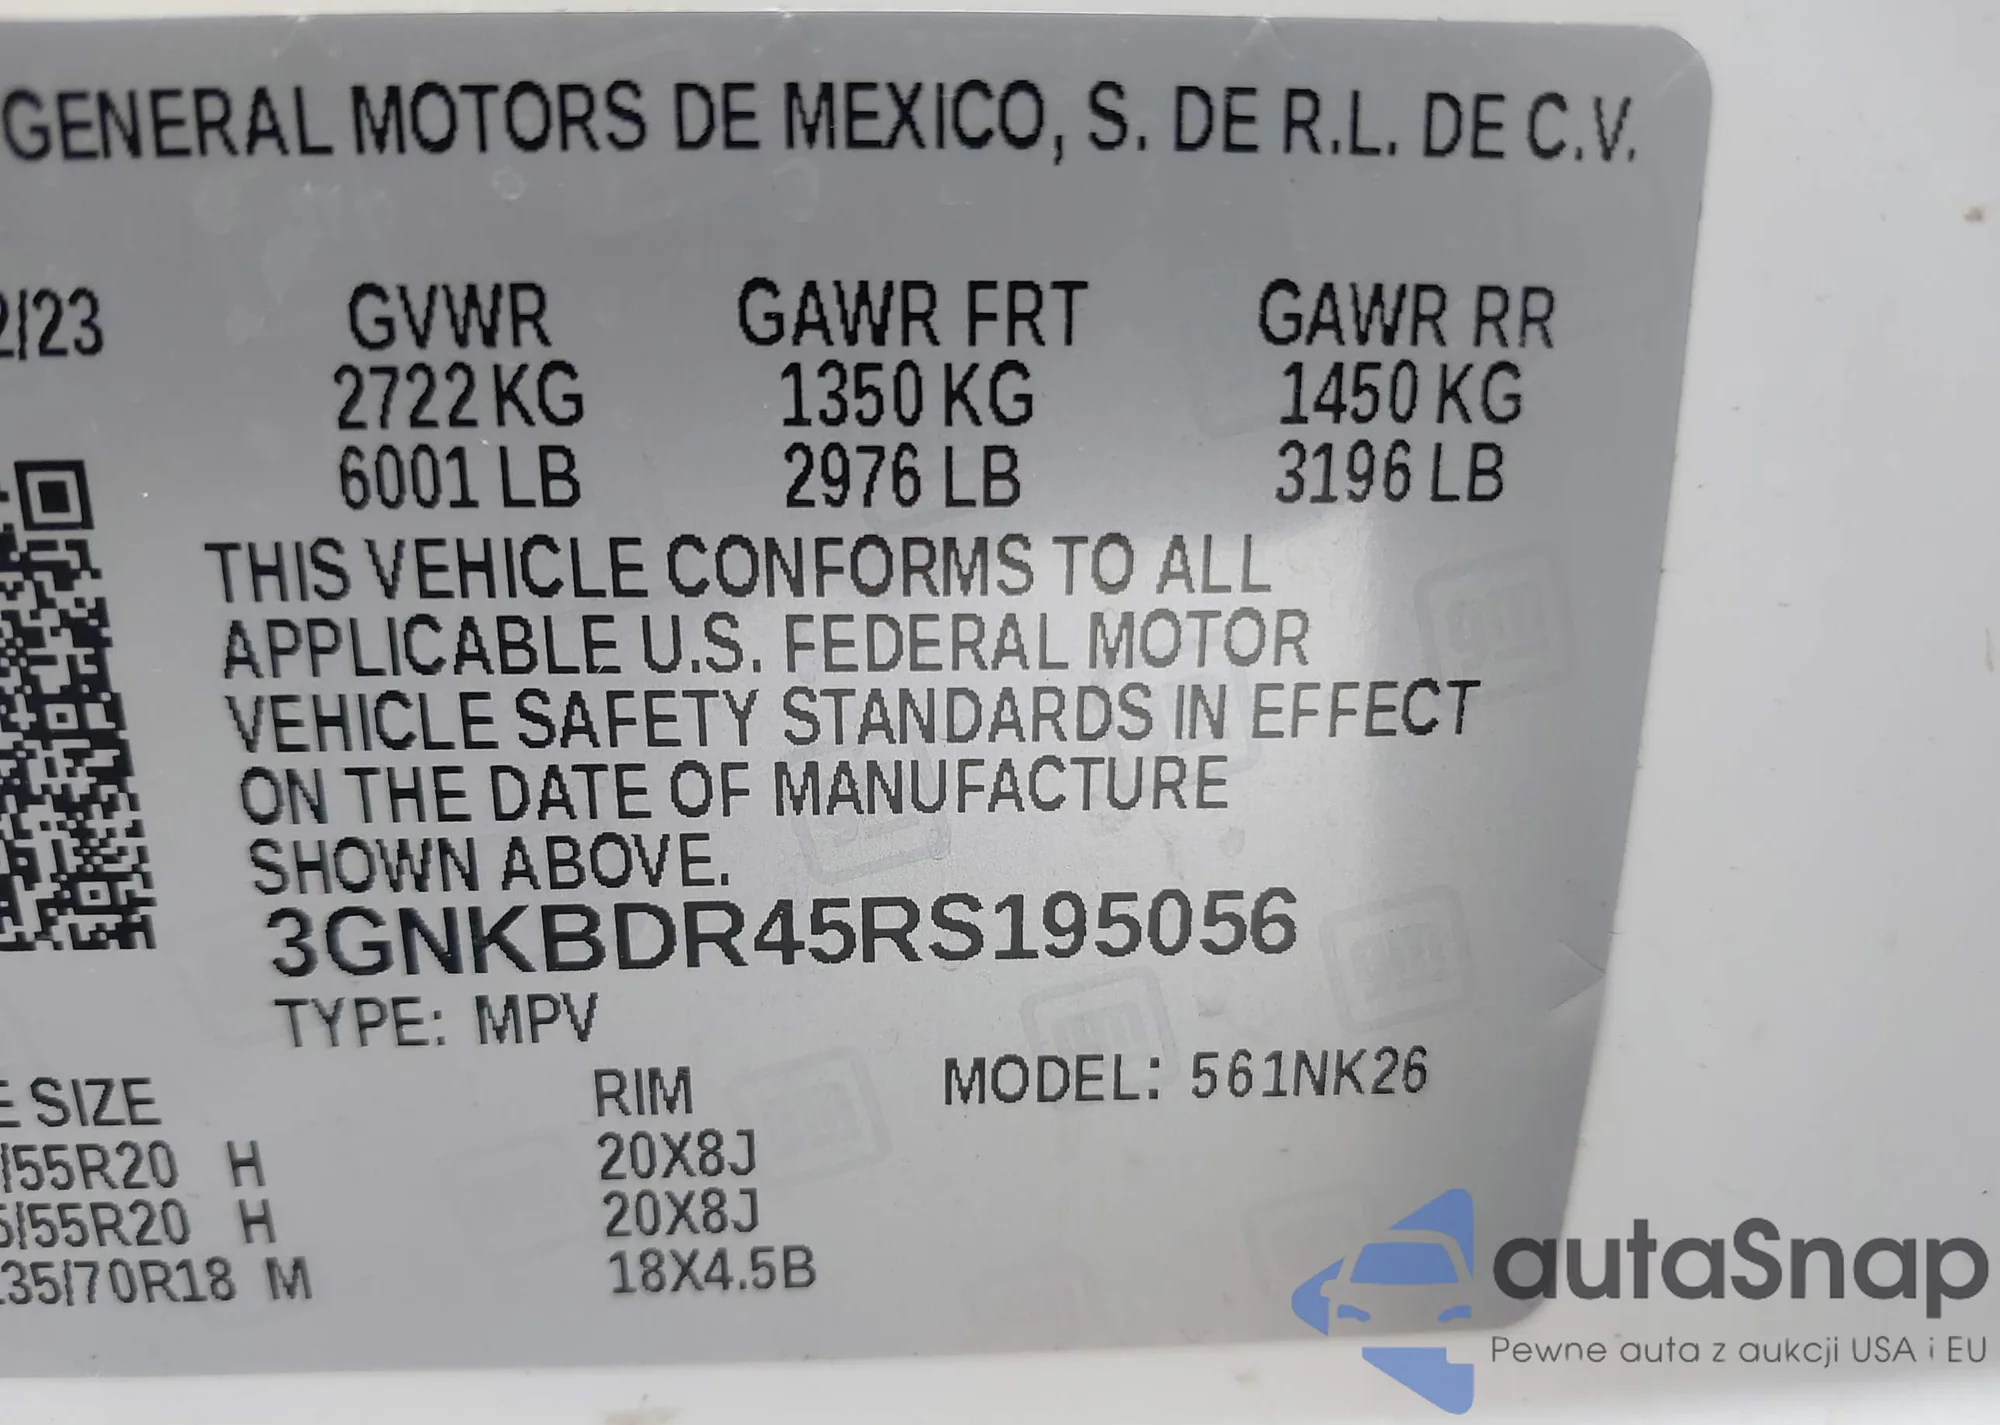 GENERAL MOTORS DE MEXICO, S. DE R.L. DE C.V.
2/23 GVWR GAWR FRT GAWR RR
2722 KG 1350 KG 1450 KG
6001 LB 2976 LB 3196 LB
THIS VEHICLE CONFORMS TO ALL
APPLICABLE U.S. FEDERAL MOTOR
VEHICLE SAFETY STANDARDS IN EFFECT
ON THE DATE OF MANUFACTURE
SHOWN ABOVE.
3GNKBDR45RS195056
TYPE: MPV
E SIZE RIM MODEL: 561NK26
/55R20 H 20X8J
5/55R20 H 20X8J
135/70R18 M 18X4.5B
autaSnap
Pewne auta z aukcji USA i EU